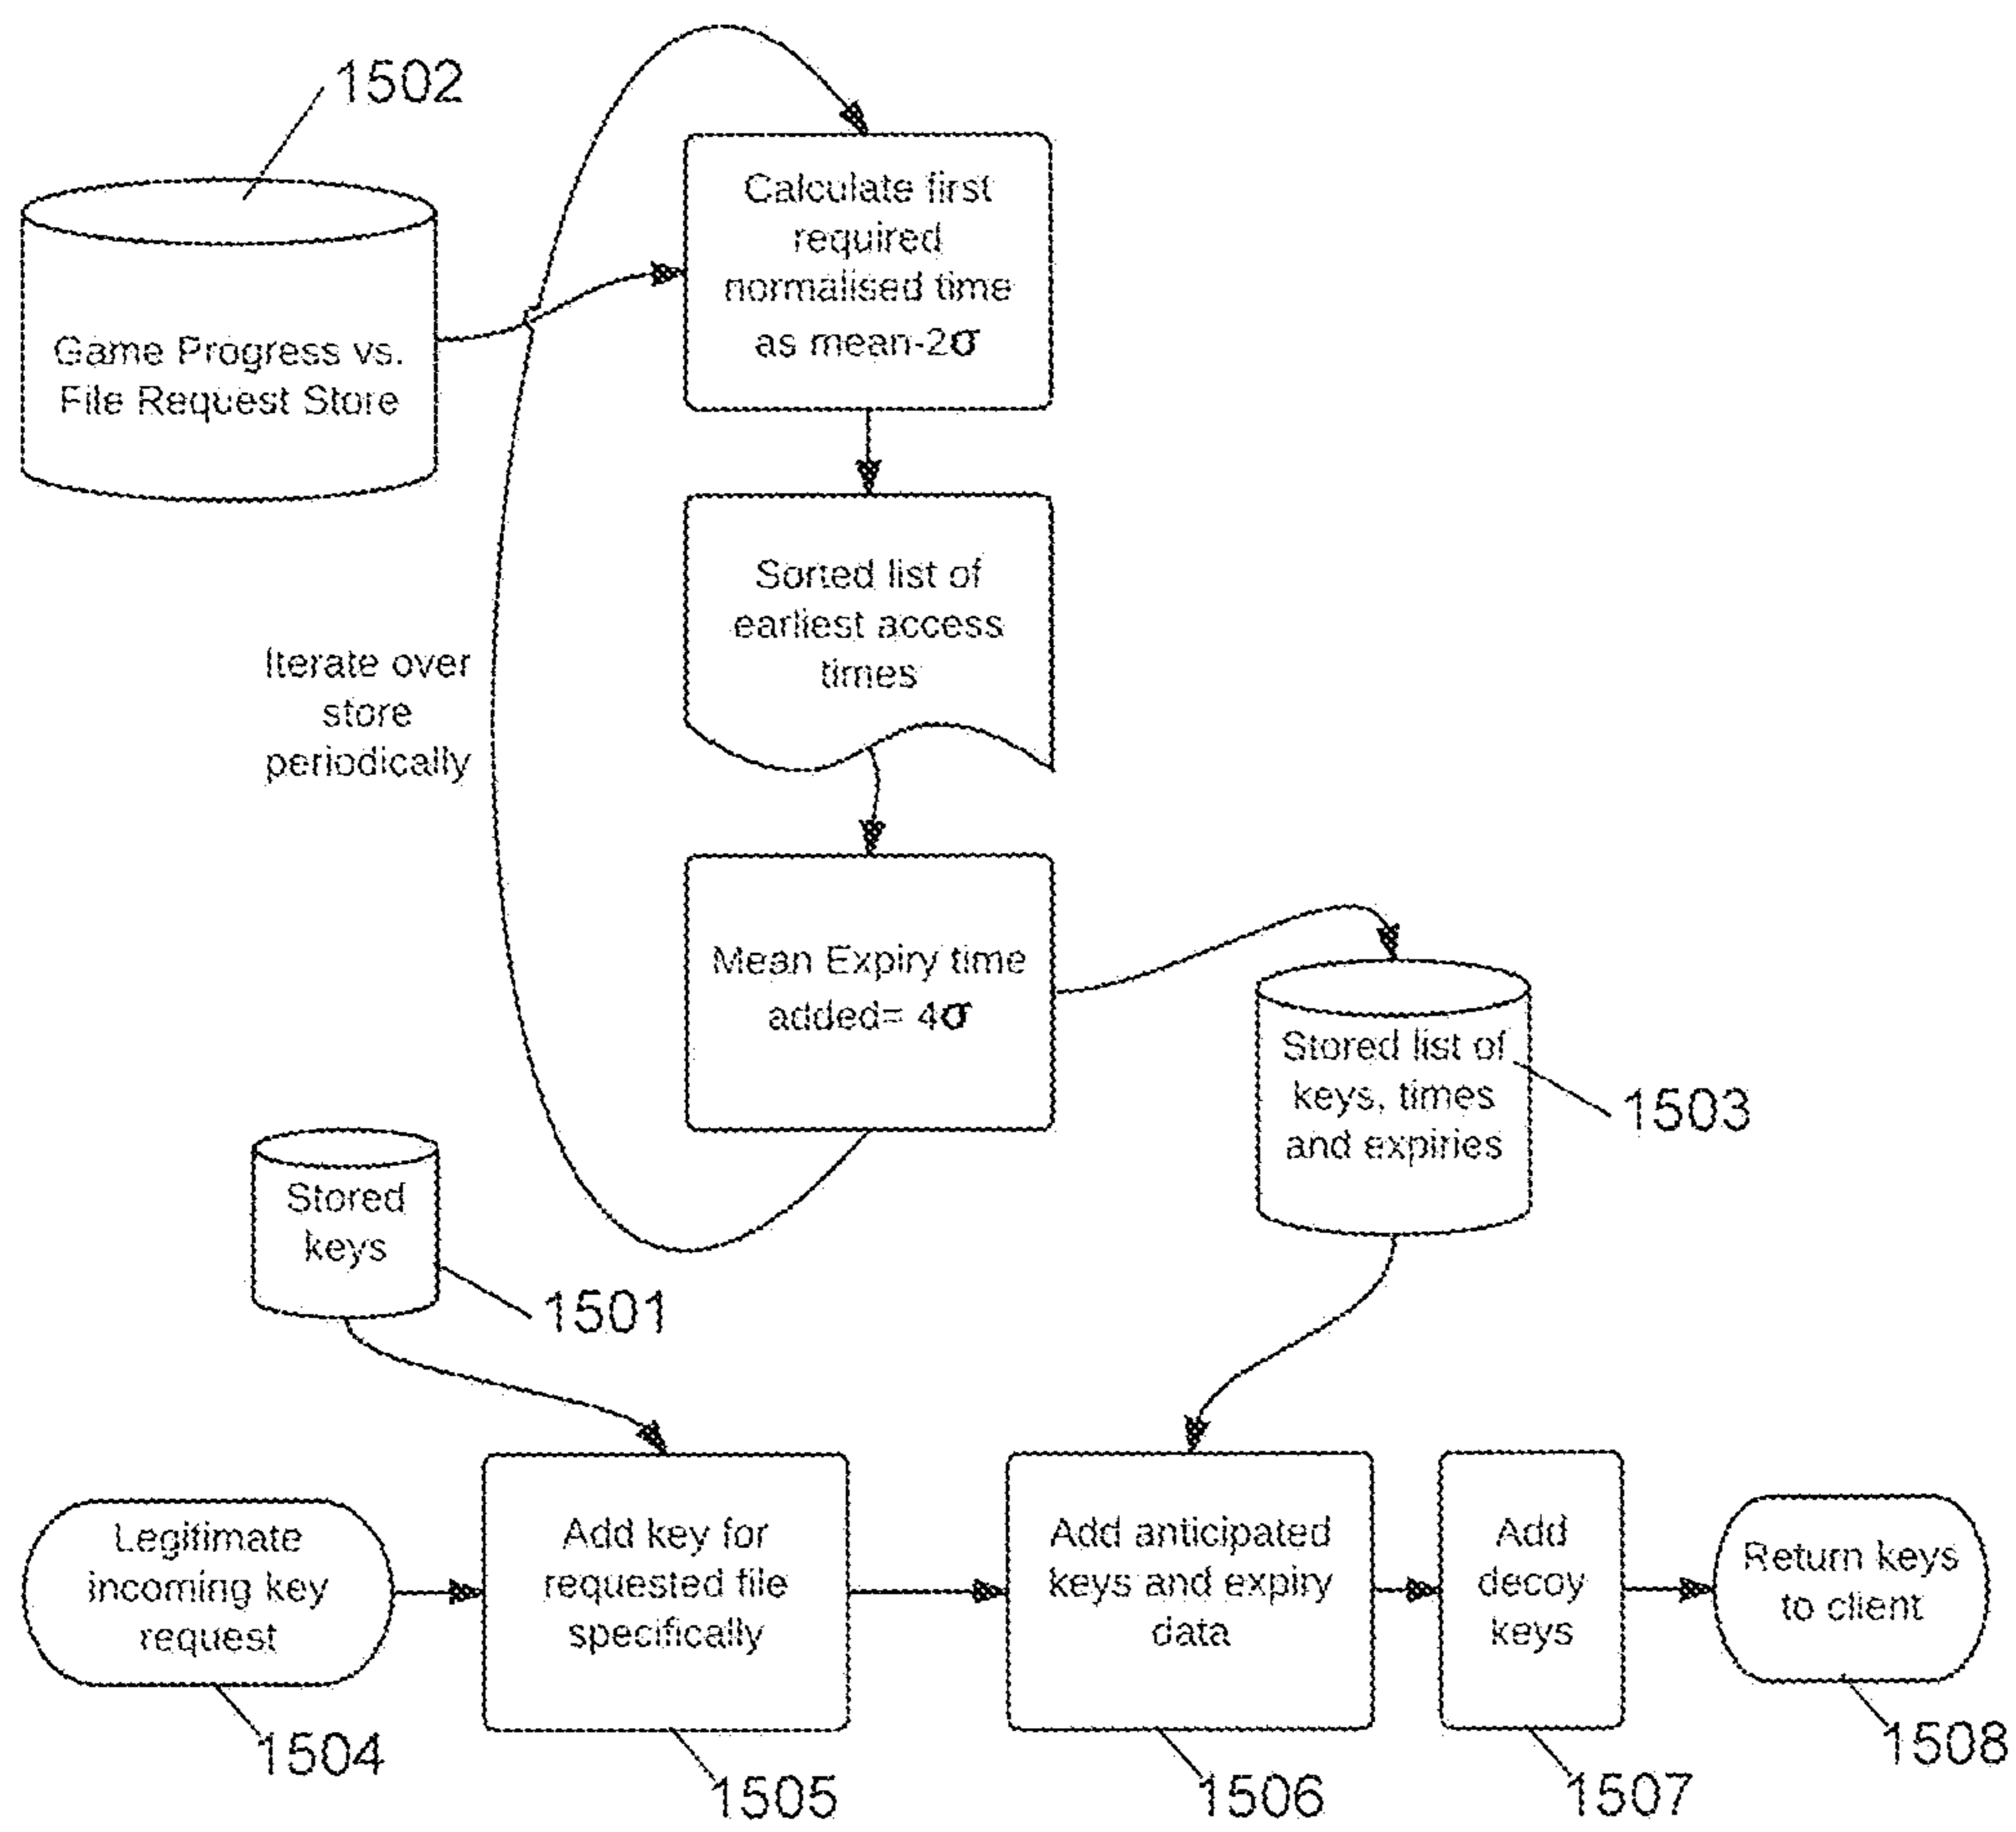 1502
Calculate first
required
normalised time
as mean-2σ
Game Progress vs.
File Request Store
Sorted list of
earliest access
times
Iterate over
store
periodically
Mean Expiry time
added= 4σ
Stored list of
keys, times
and expiries
1503
Stored
keys
1501
Legitimate
incoming key
request
Add key for
requested file
specifically
Add anticipated
keys and expiry
data
Add
decoy
keys
Return keys
to client
1504
1505
1506
1507
1508